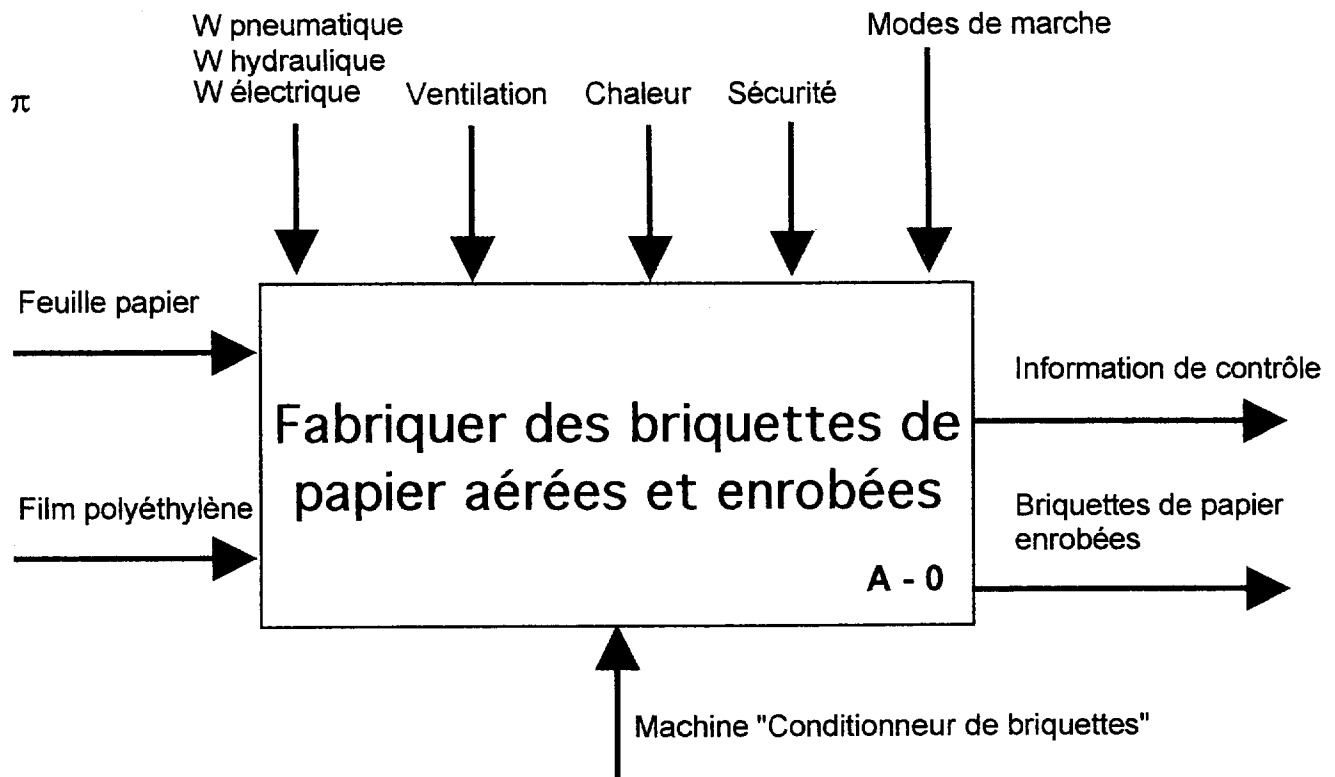 W pneumatique
W hydraulique
W électrique
π
Ventilation
Chaleur
Sécurité
Modes de marche
Feuille papier
Film polyéthylène
Fabriquer des briquettes de
papier aérées et enrobées
A - 0
Information de contrôle
Briquettes de papier
enrobées
Machine "Conditionneur de briquettes"